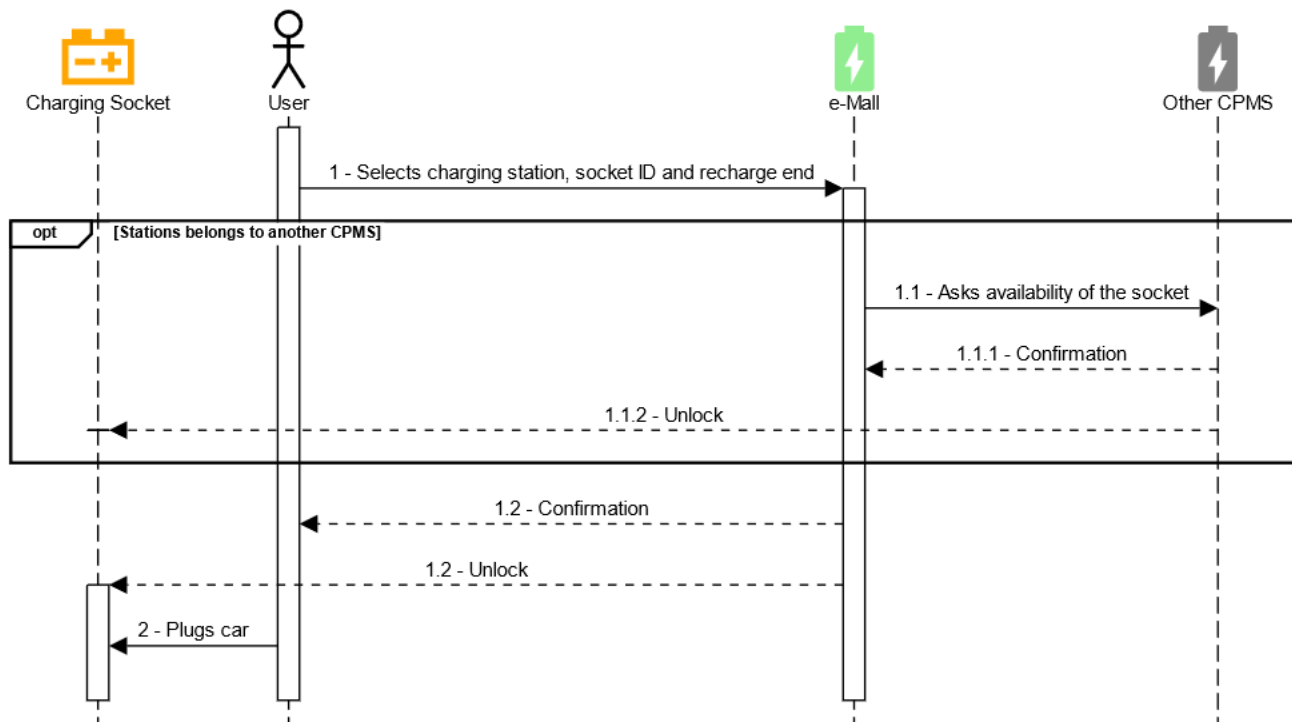 Charging Socket
User
e-Mall
Other CPMS
1 - Selects charging station, socket ID and recharge end
opt
[Stations belongs to another CPMS]
1.1 - Asks availability of the socket
1.1.1 - Confirmation
1.1.2 - Unlock
1.2 - Confirmation
1.2 - Unlock
2 - Plugs car